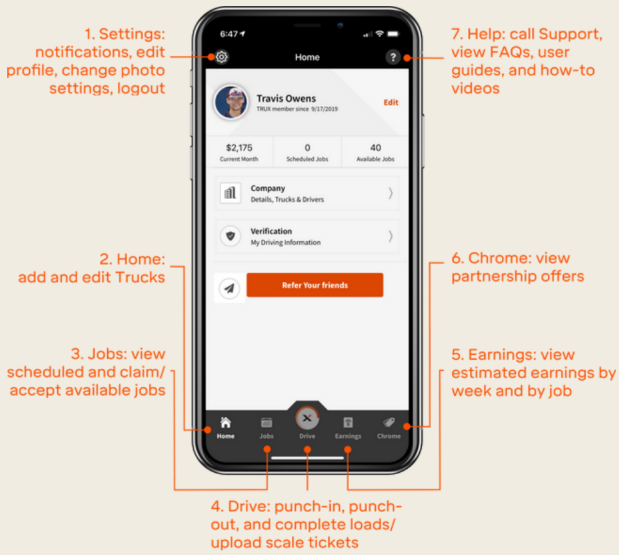 1. Settings:
notifications, edit
profile, change photo
settings, logout
7. Help: call Support,
view FAQs, user
guides, and how-to
videos
6:47
Home
?
Travis Owens
TRUX member since 9/17/2019
Edit
$2,175
Current Month
0
Scheduled Jobs
40
Available Jobs
Company
Details, Trucks & Drivers
Verification
My Driving Information
Refer Your friends
2. Home:
add and edit Trucks
6. Chrome: view
partnership offers
3. Jobs: view
scheduled and claim/
accept available jobs
5. Earnings: view
estimated earnings by
week and by job
Home
Jobs
Drive
Earnings
Chrome
4. Drive: punch-in, punch-
out, and complete loads/
upload scale tickets